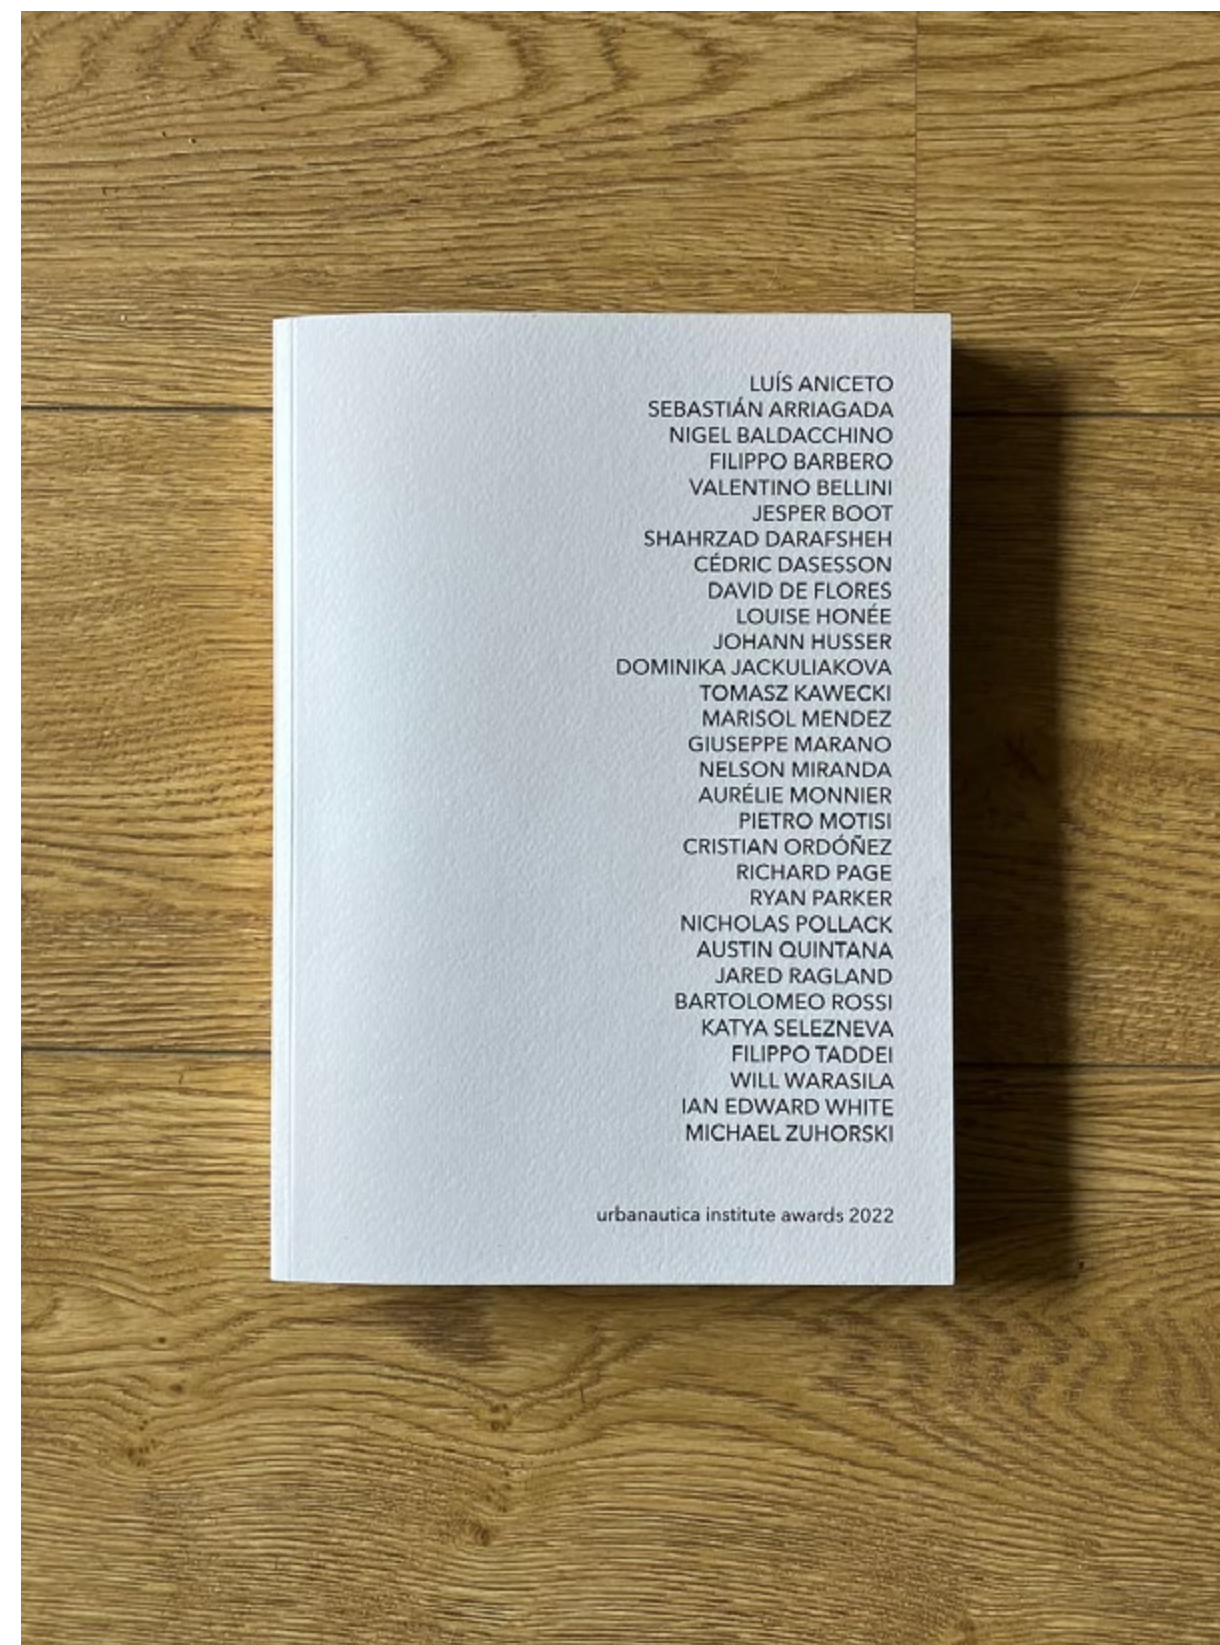 LUÍS ANICETO
SEBASTIÁN ARRIAGADA
NIGEL BALDACCHINO
FILIPPO BARBERO
VALENTINO BELLINI
JESPER BOOT
SHAHRZAD DARAFSHEH
CÉDRIC DASESSON
DAVID DE FLORES
LOUISE HONÉE
JOHANN HUSSER
DOMINIKA JACKULIAKOVA
TOMASZ KAWECKI
MARISOL MENDEZ
GIUSEPPE MARANO
NELSON MIRANDA
AURÉLIE MONNIER
PIETRO MOTISI
CRISTIAN ORDÓÑEZ
RICHARD PAGE
RYAN PARKER
NICHOLAS POLLACK
AUSTIN QUINTANA
JARED RAGLAND
BARTOLOMEO ROSSI
KATYA SELEZNEVA
FILIPPO TADDEI
WILL WARASILA
IAN EDWARD WHITE
MICHAEL ZUHORSKI
urbanautica institute awards 2022